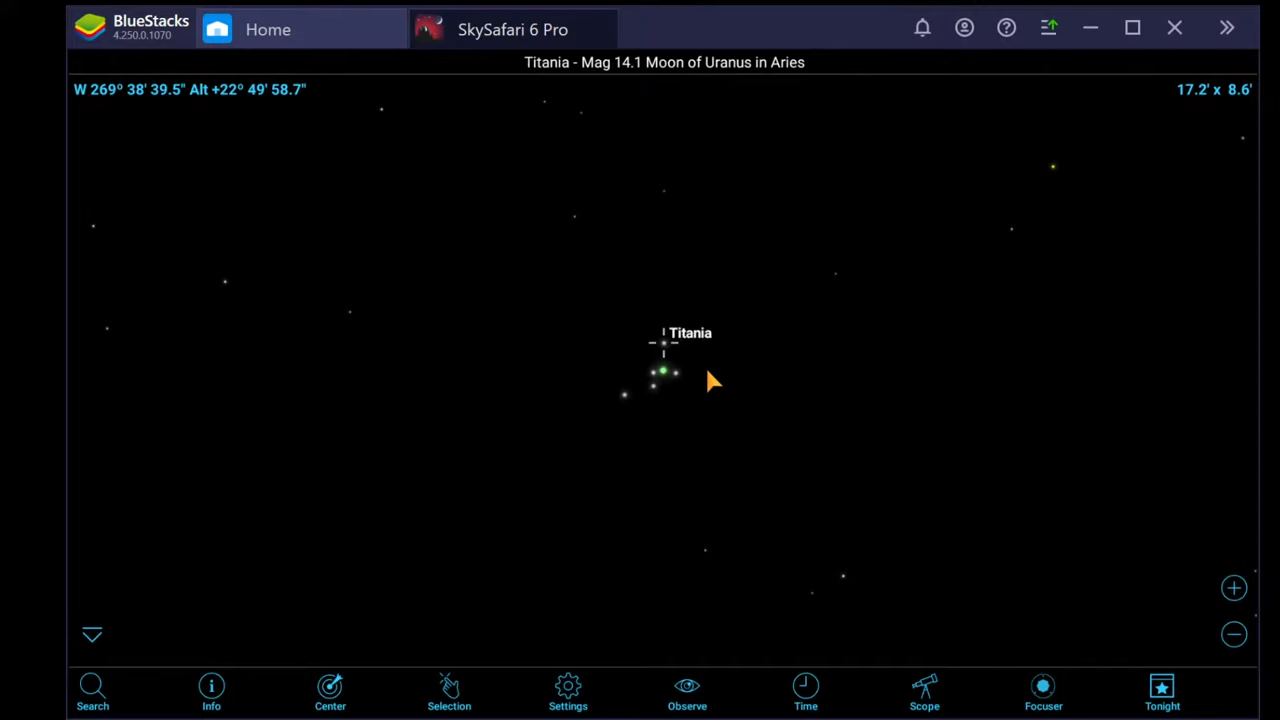 BlueStacks
4.250.0.1070
Home
SkySafari 6 Pro
Titania - Mag 14.1 Moon of Uranus in Aries
W 269º 38' 39.5" Alt +22º 49' 58.7"
17.2' x 8.6'
Titania
Search
Info
Center
Selection
Settings
Observe
Time
Scope
Focuser
Tonight